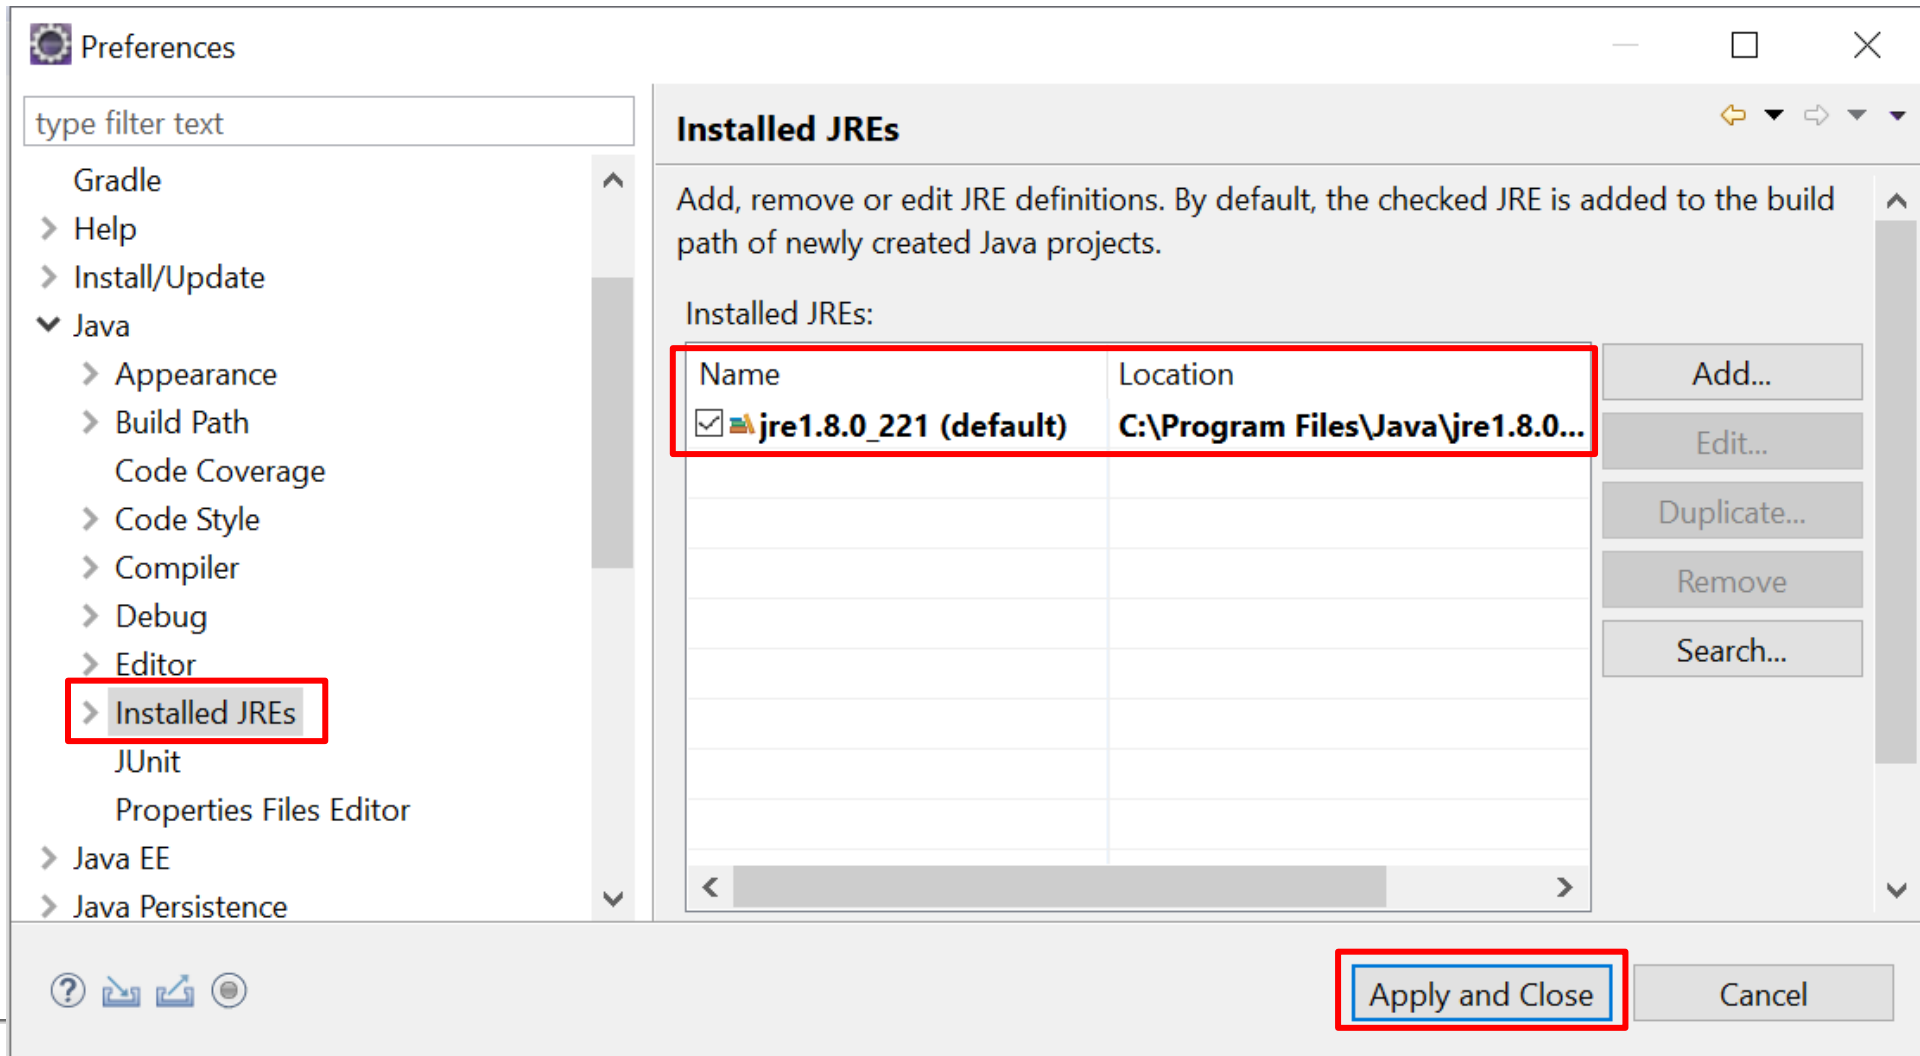 Preferences
type filter text
Gradle
Help
Install/Update
Java
Appearance
Build Path
Code Coverage
Code Style
Compiler
Debug
Editor
Installed JREs
JUnit
Properties Files Editor
Java EE
Java Persistence
Installed JREs
Add, remove or edit JRE definitions. By default, the checked JRE is added to the build
path of newly created Java projects.
Installed JREs:
Name Location
jre1.8.0_221 (default) C:\Program Files\Java\jre1.8.0...
Add...
Edit...
Duplicate...
Remove
Search...
Apply and Close
Cancel